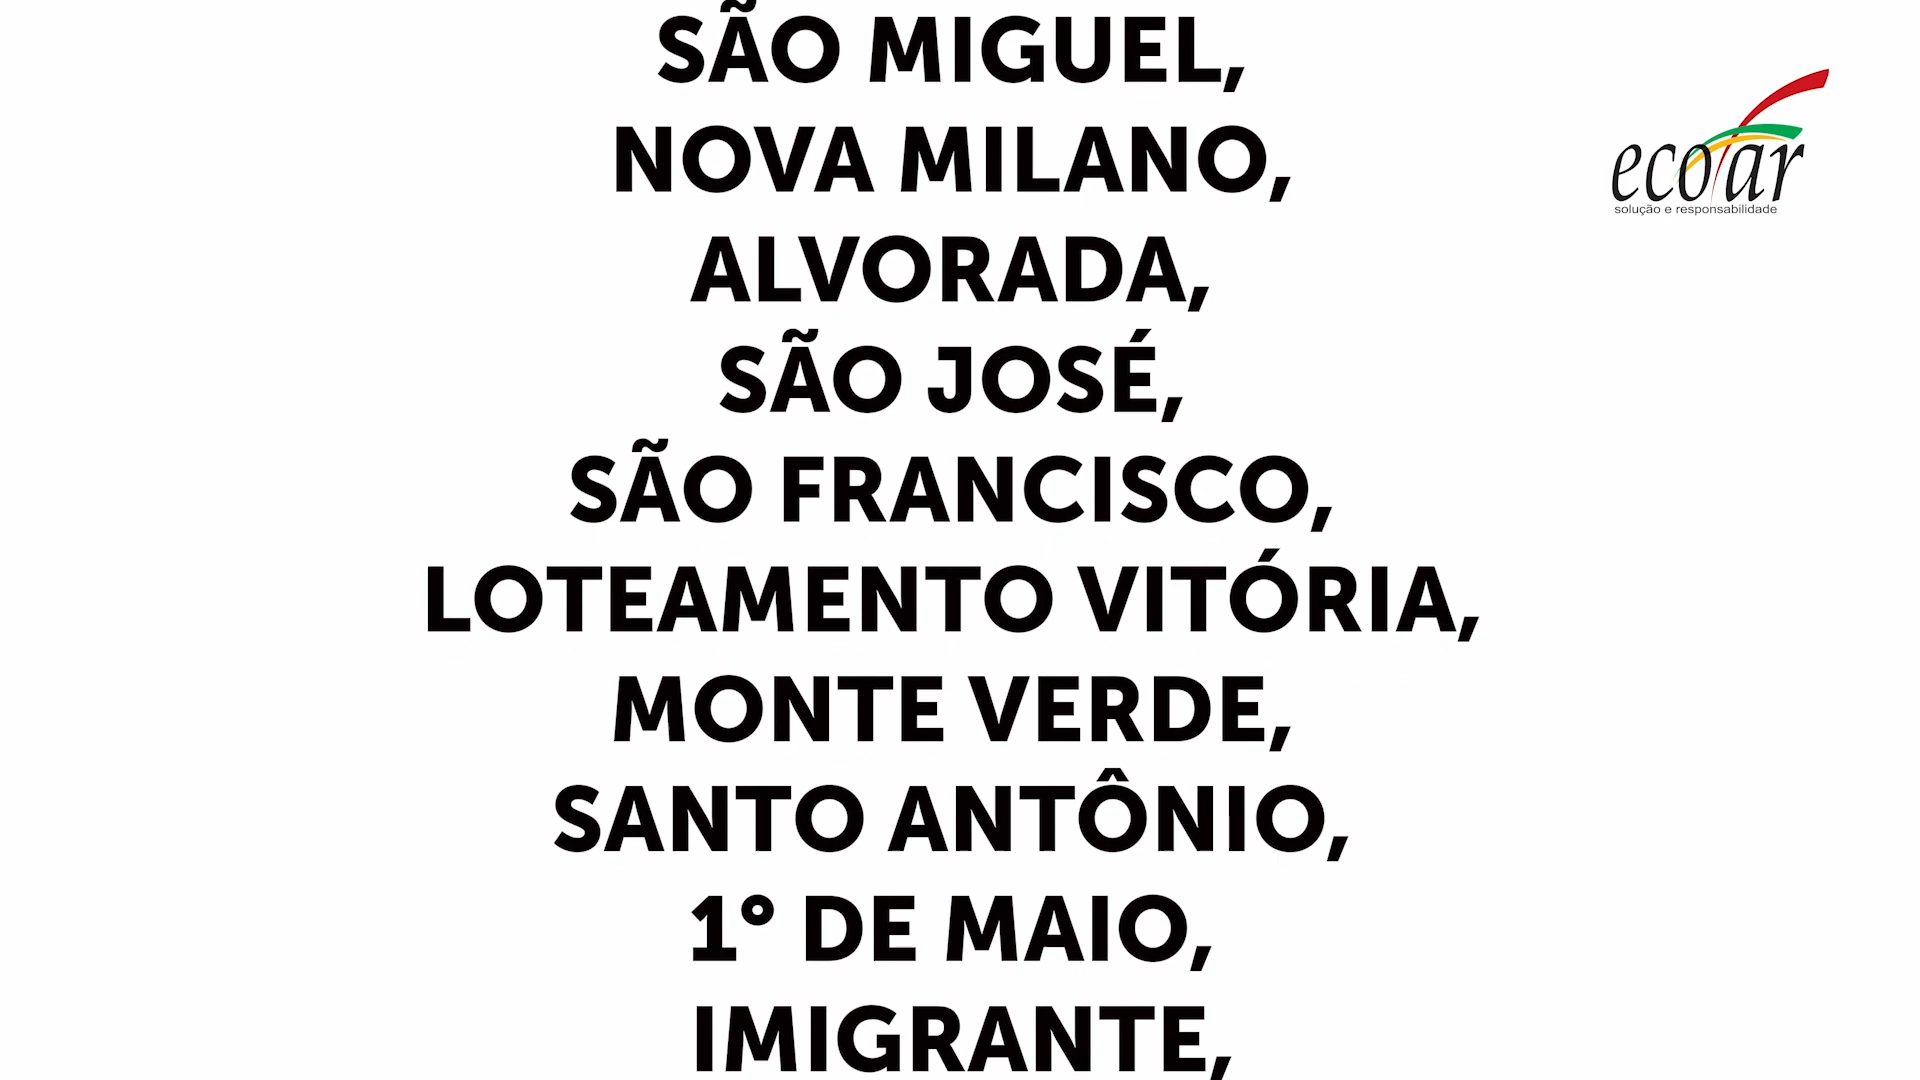 SÃO MIGUEL,
NOVA MILANO,
ALVORADA,
SÃO JOSÉ,
SÃO FRANCISCO,
LOTEAMENTO VITÓRIA,
MONTE VERDE,
SANTO ANTÔNIO,
1° DE MAIO,
IMIGRANTE,
ecoar
solução e responsabilidade